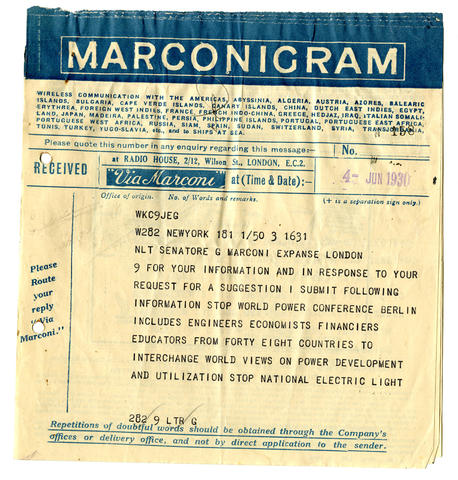 MARCONIGRAM
WIRELESS COMMUNICATION WITH THE AMERICAS, ABYSSINIA, ALGERIA, AUSTRIA, AZORES, BALEARIC
ISLANDS, BULGARIA, CAPE VERDE ISLANDS, CANARY ISLANDS, CHINA, DUTCH EAST INDIES, EGYPT,
ERYTHREA, FOREIGN WEST INDIES, FRANCE, FRENCH INDO-CHINA, GREECE, HEDJAZ, IRAQ, ITALIAN SOMALI-
LAND, JAPAN, MADEIRA, PALESTINE, PERSIA, PHILIPPINE ISLANDS, PORTUGAL, PORTUGUESE EAST AFRICA,
PORTUGUESE WEST AFRICA, RUSSIA, SIAM, SPAIN, SUDAN, SWITZERLAND, SYRIA, TRANSJORDANIA,
TUNIS, TURKEY, YUGO-SLAVIA, etc., and to SHIPS AT SEA.
Please quote this number in any enquiry regarding this message:
No.
RECEIVED
at RADIO HOUSE, 2/12, Wilson St., LONDON, E.C.2.
"Via Marconi"
at (Time & Date):—
4- JUN 1930
Office of origin. No. of Words and remarks. (+ is a separation sign only.)
WKC9JEG
W282 NEWYORK 181 1/50 3 1631
NLT SENATORE G MARCONI EXPANSE LONDON
9 FOR YOUR INFORMATION AND IN RESPONSE TO YOUR
REQUEST FOR A SUGGESTION I SUBMIT FOLLOWING
INFORMATION STOP WORLD POWER CONFERENCE BERLIN
INCLUDES ENGINEERS ECONOMISTS FINANCIERS
EDUCATORS FROM FORTY EIGHT COUNTRIES TO
INTERCHANGE WORLD VIEWS ON POWER DEVELOPMENT
AND UTILIZATION STOP NATIONAL ELECTRIC LIGHT
Please
Route
your
reply
"Via
Marconi."
282 9 LTR G
Repetitions of doubtful words should be obtained through the Company's
offices or delivery office, and not by direct application to the sender.